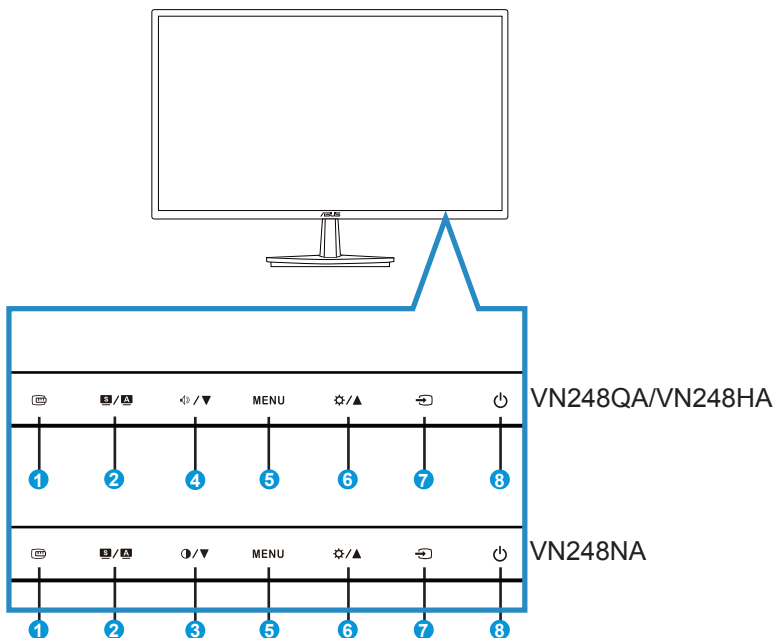 ASUS
S/A / MENU / VN248QA/VN248HA
1 2 4 5 6 7 8
S/A / MENU / VN248NA
1 2 3 5 6 7 8